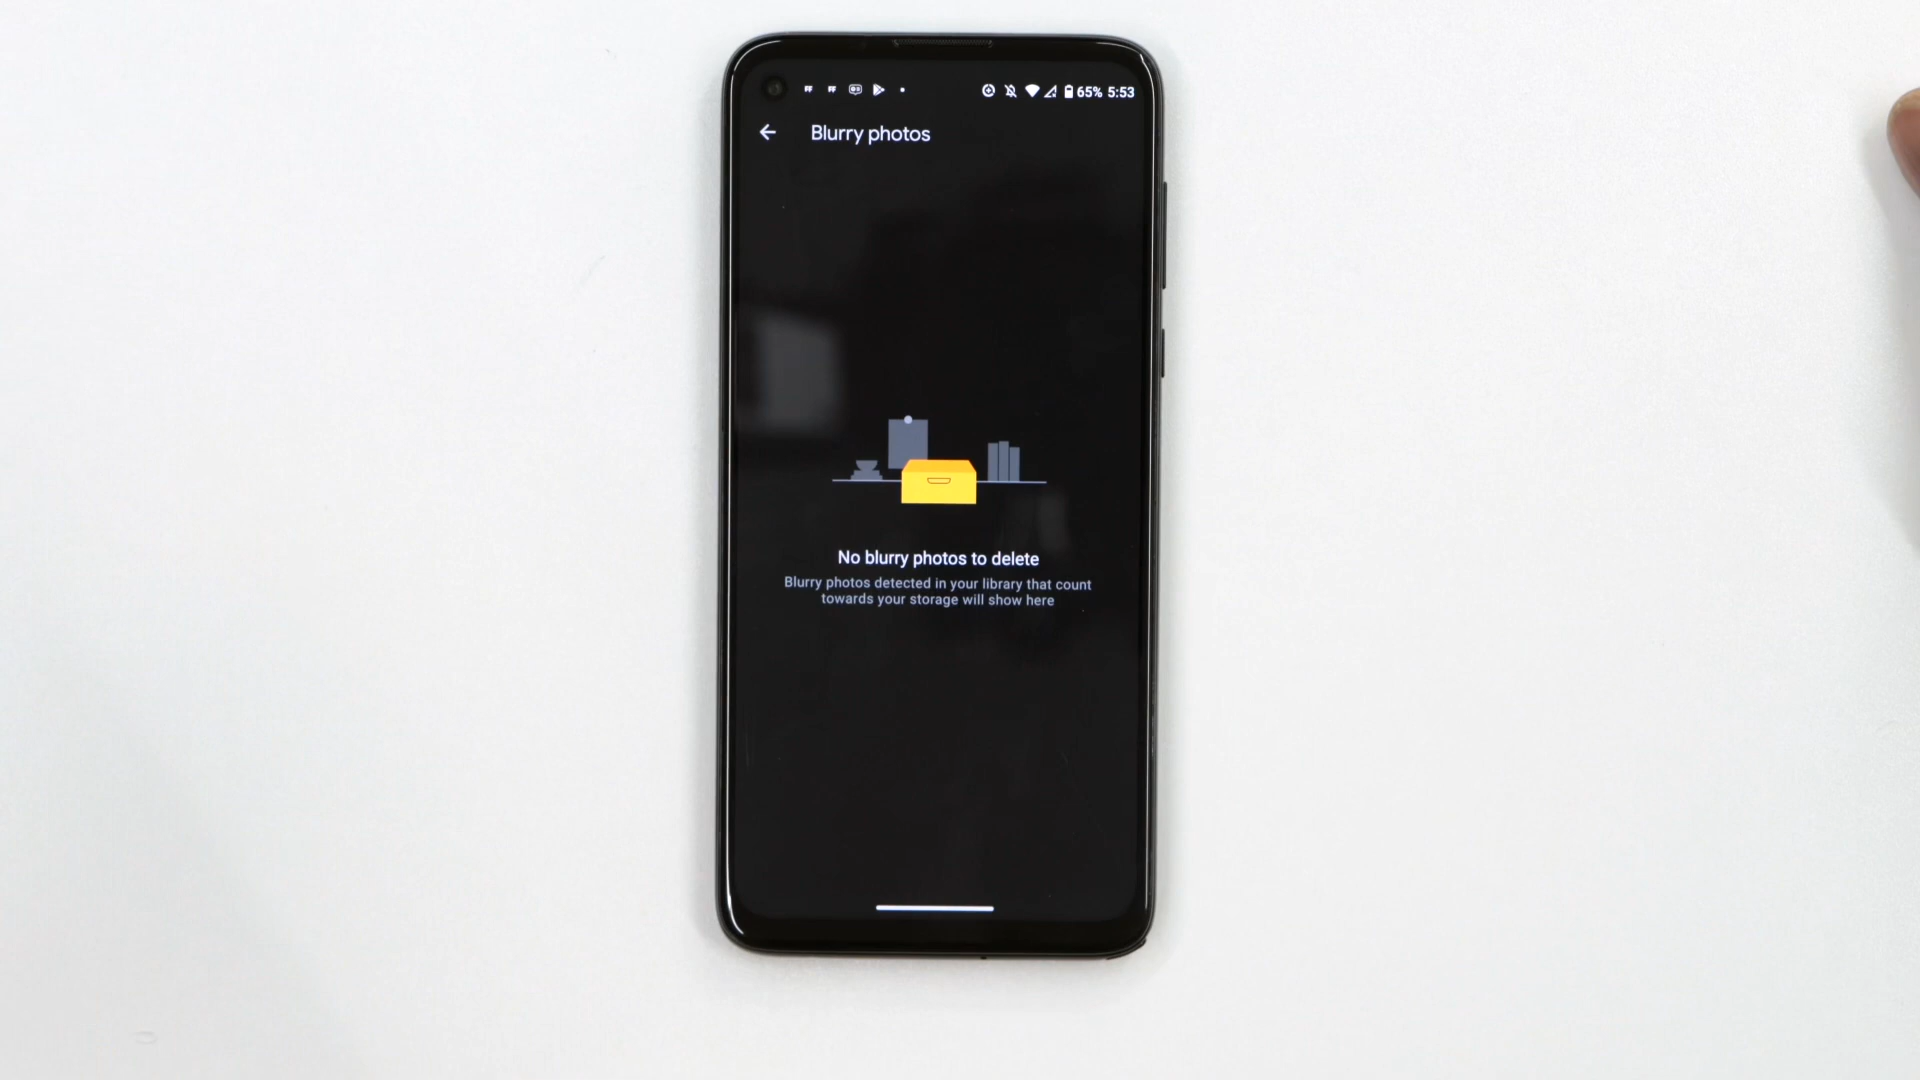 65% 5:53
Blurry photos
No blurry photos to delete
Blurry photos detected in your library that count
towards your storage will show here